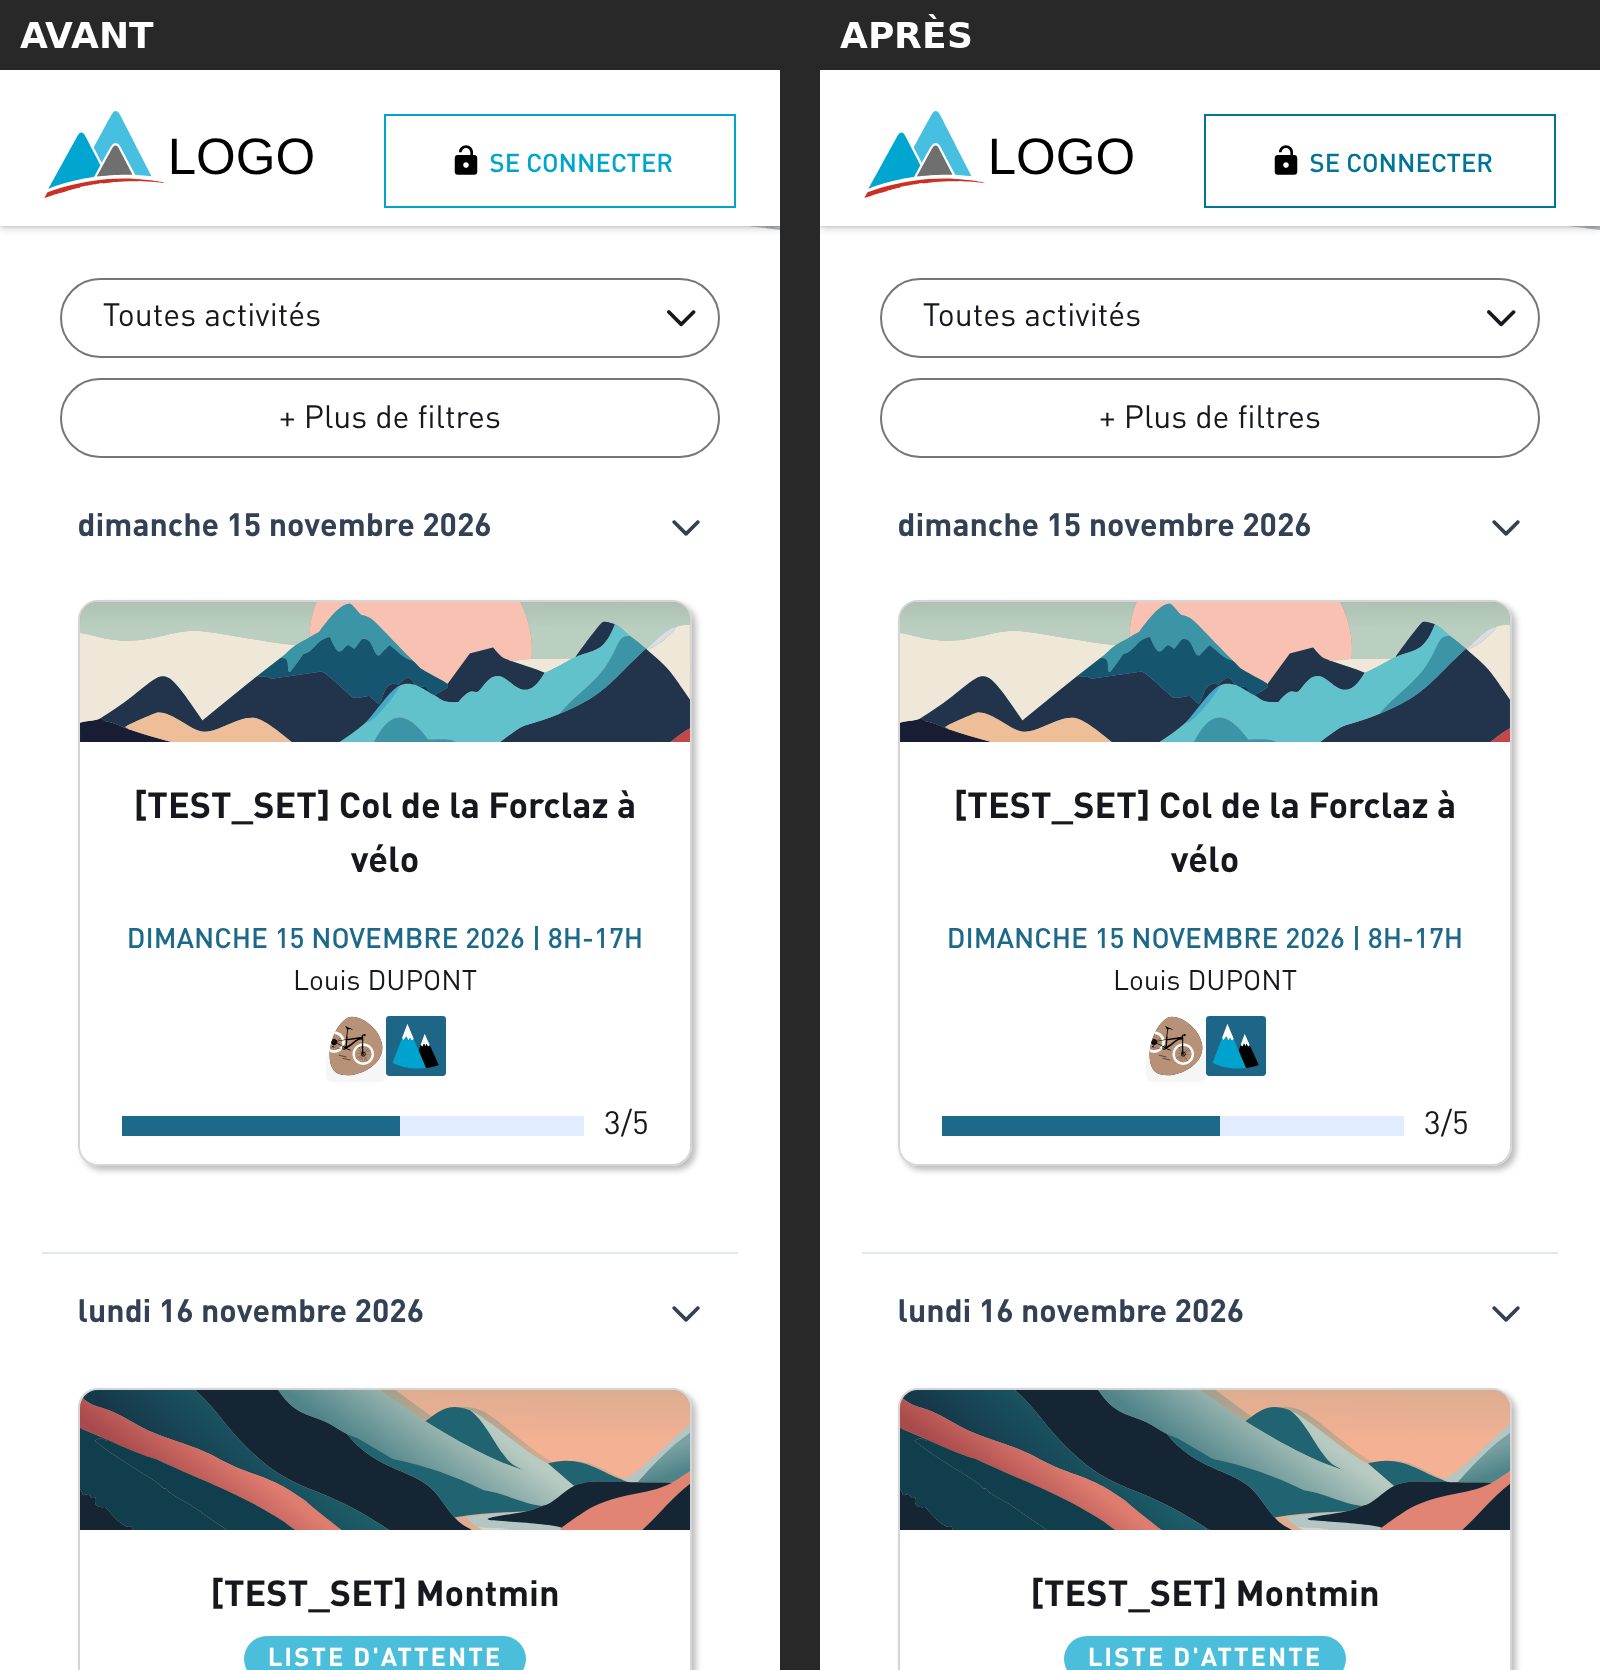 AVANT
LOGO
SE CONNECTER
Toutes activités
+ Plus de filtres
dimanche 15 novembre 2026
[TEST_SET] Col de la Forclaz à
vélo
DIMANCHE 15 NOVEMBRE 2026 | 8H-17H
Louis DUPONT
3/5
lundi 16 novembre 2026
[TEST_SET] Montmin
LISTE D'ATTENTE
APRÈS
LOGO
SE CONNECTER
Toutes activités
+ Plus de filtres
dimanche 15 novembre 2026
[TEST_SET] Col de la Forclaz à
vélo
DIMANCHE 15 NOVEMBRE 2026 | 8H-17H
Louis DUPONT
3/5
lundi 16 novembre 2026
[TEST_SET] Montmin
LISTE D'ATTENTE